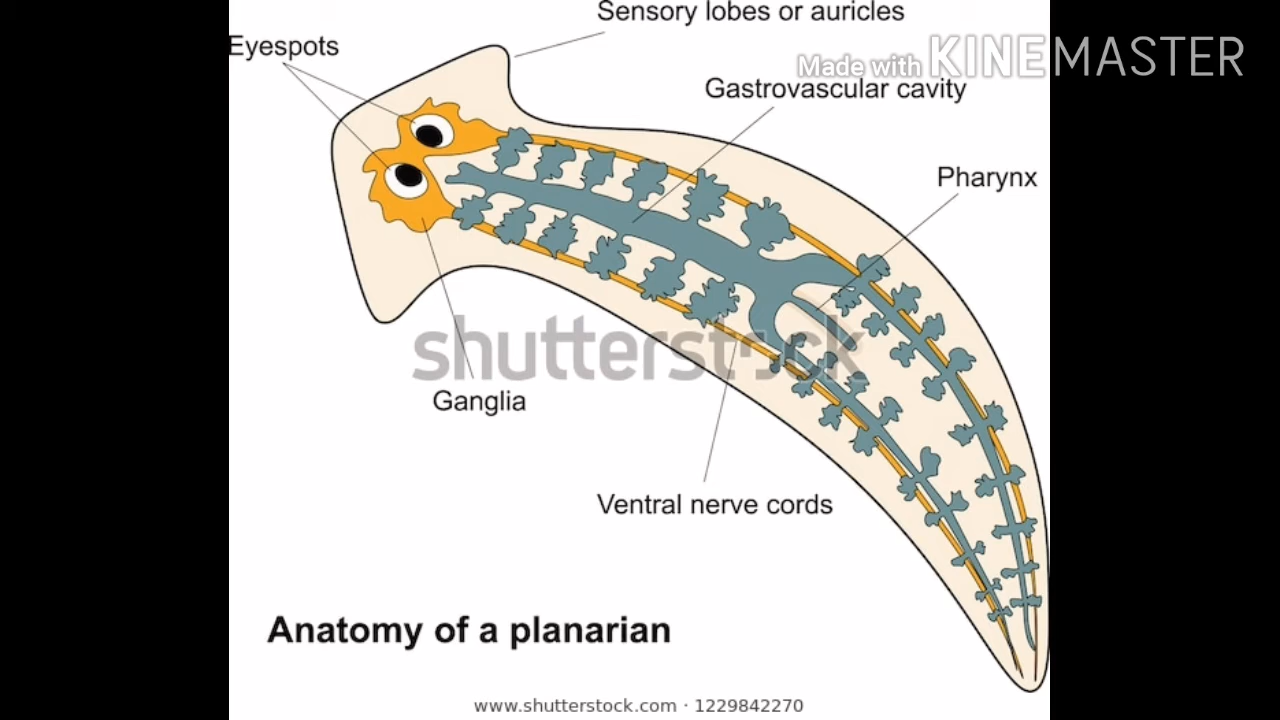 Sensory lobes or auricles
Eyespots
Made with KINEMASTER
Gastrovascular cavity
Pharynx
shutterstock
Ganglia
Ventral nerve cords
Anatomy of a planarian
www.shutterstock.com · 1229842270